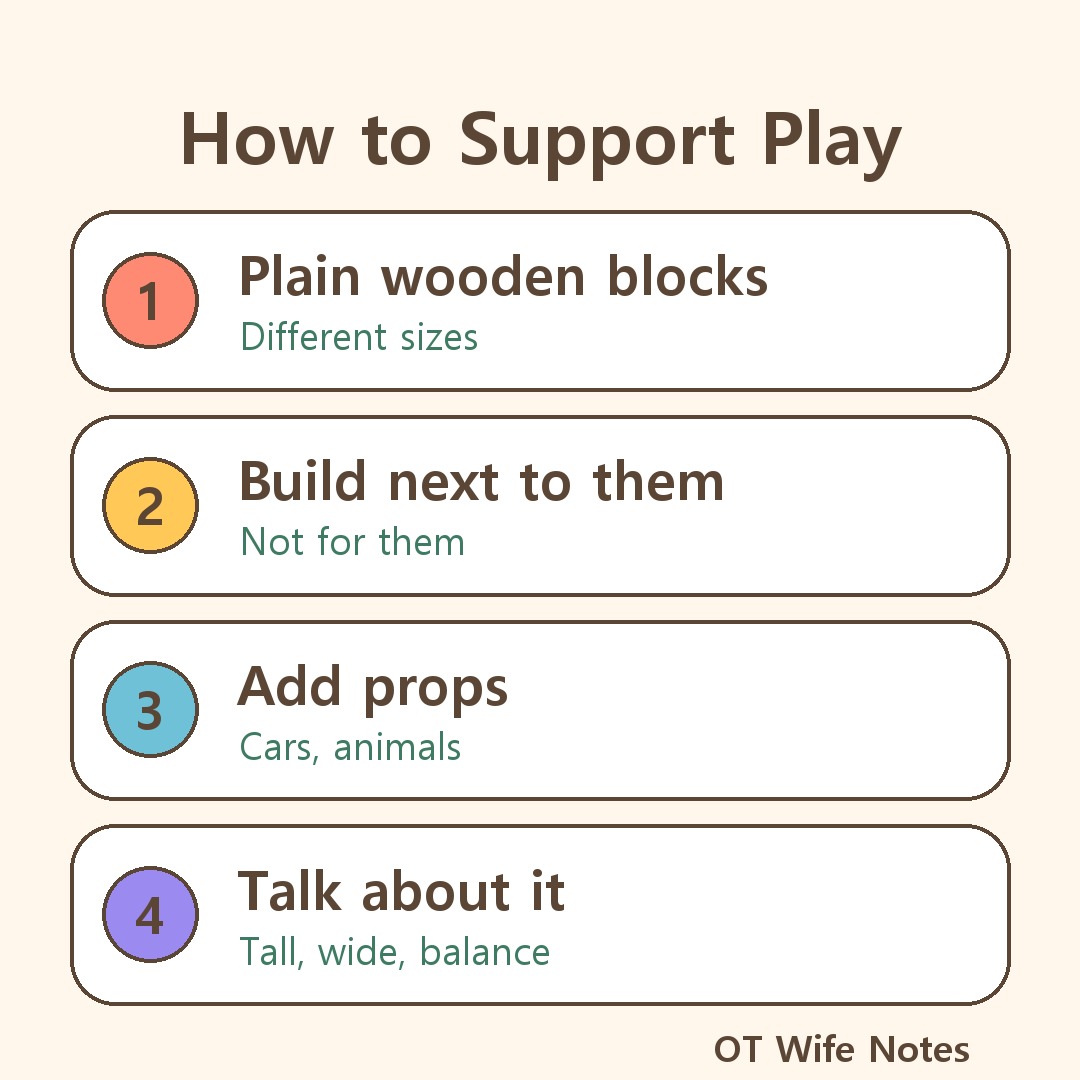 How to Support Play
1
Plain wooden blocks
Different sizes
2
Build next to them
Not for them
3
Add props
Cars, animals
4
Talk about it
Tall, wide, balance
OT Wife Notes